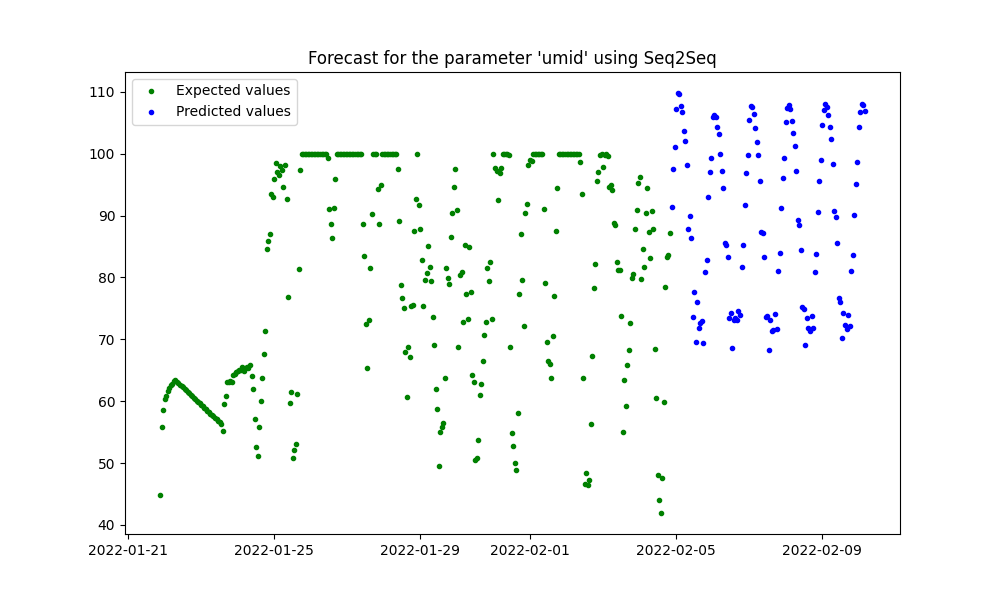 Forecast for the parameter 'umid' using Seq2Seq
Expected values
Predicted values
110
100
90
80
70
60
50
40
2022-01-21 2022-01-25 2022-01-29 2022-02-01 2022-02-05 2022-02-09